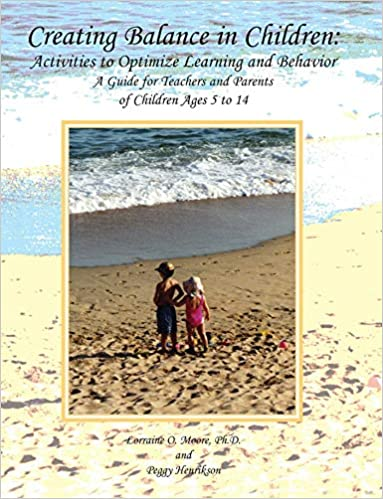 Creating Balance in Children:
Activities to Optimize Learning and Behavior
A Guide for Teachers and Parents
of Children Ages 5 to 14
Lorraine O. Moore, Ph.D.
and
Peggy Henrikson